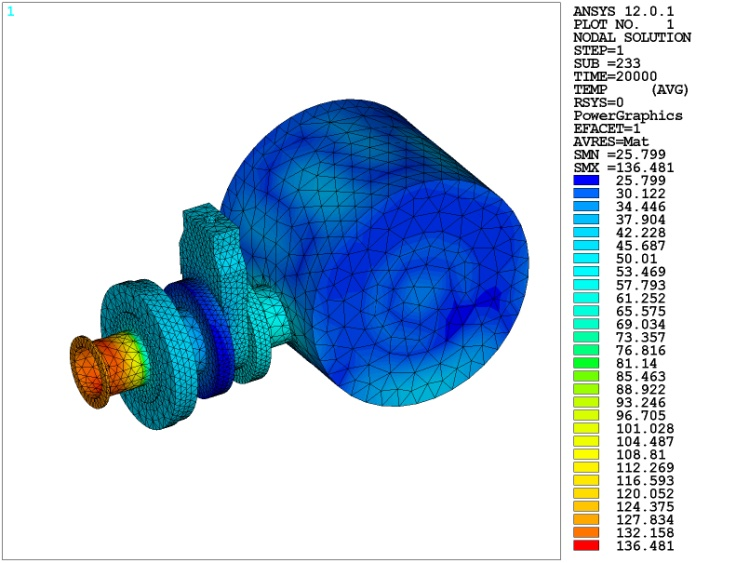 1
ANSYS 12.0.1
PLOT NO.   1
NODAL SOLUTION
STEP=1
SUB =233
TIME=20000
TEMP     (AVG)
RSYS=0
PowerGraphics
EFACET=1
AVRES=Mat
SMN =25.799
SMX =136.481
25.799
30.122
34.446
37.904
42.228
45.687
50.01
53.469
57.793
61.252
65.575
69.034
73.357
76.816
81.14
85.463
88.922
93.246
96.705
101.028
104.487
108.81
112.269
116.593
120.052
124.375
127.834
132.158
136.481